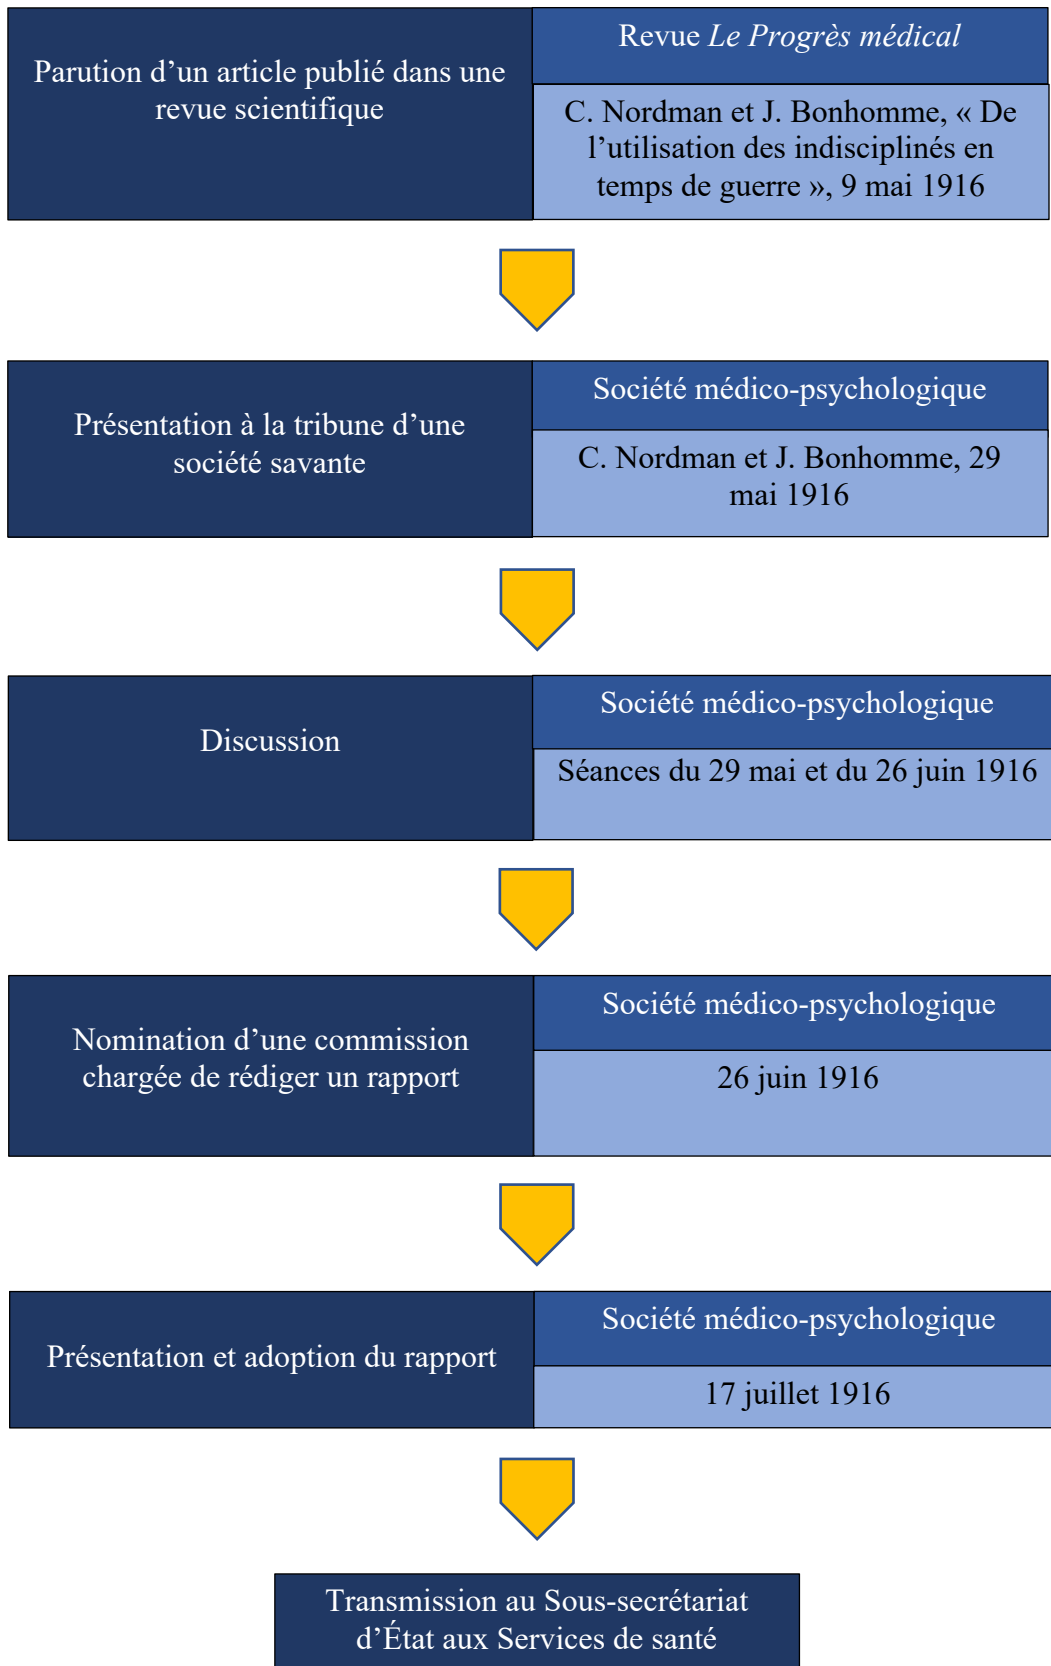 Parution d’un article publié dans une
revue scientifique
Revue Le Progrès médical
C. Nordman et J. Bonhomme, « De
l’utilisation des indisciplinés en
temps de guerre », 9 mai 1916
Présentation à la tribune d’une
société savante
Société médico-psychologique
C. Nordman et J. Bonhomme, 29
mai 1916
Discussion
Société médico-psychologique
Séances du 29 mai et du 26 juin 1916
Nomination d’une commission
chargée de rédiger un rapport
Société médico-psychologique
26 juin 1916
Présentation et adoption du rapport
Société médico-psychologique
17 juillet 1916
Transmission au Sous-secrétariat
d’État aux Services de santé